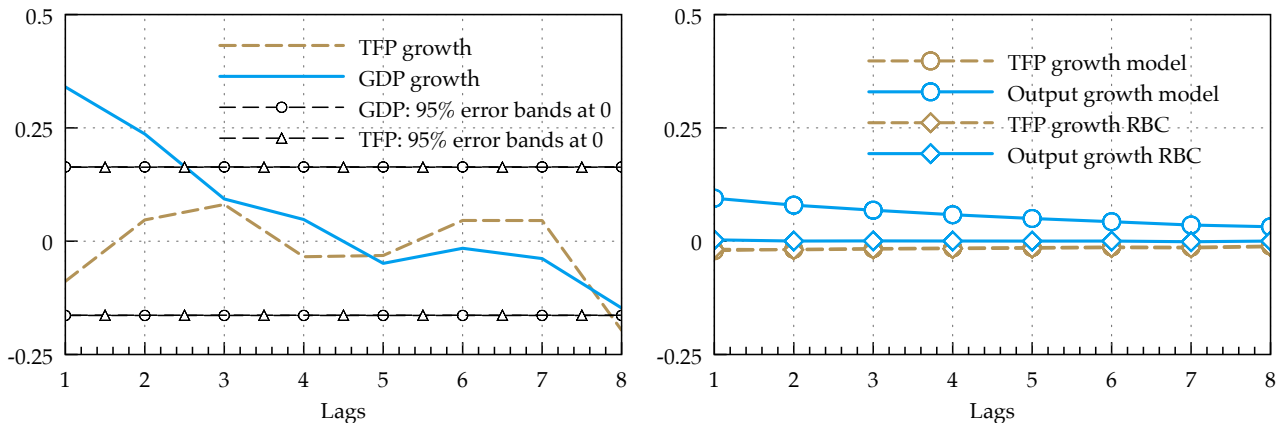 0.5
0.25
0
-0.25
TFP growth
GDP growth
GDP: 95% error bands at 0
TFP: 95% error bands at 0
1 2 3 4 5 6 7 8
Lags
0.5
0.25
0
-0.25
TFP growth model
Output growth model
TFP growth RBC
Output growth RBC
1 2 3 4 5 6 7 8
Lags